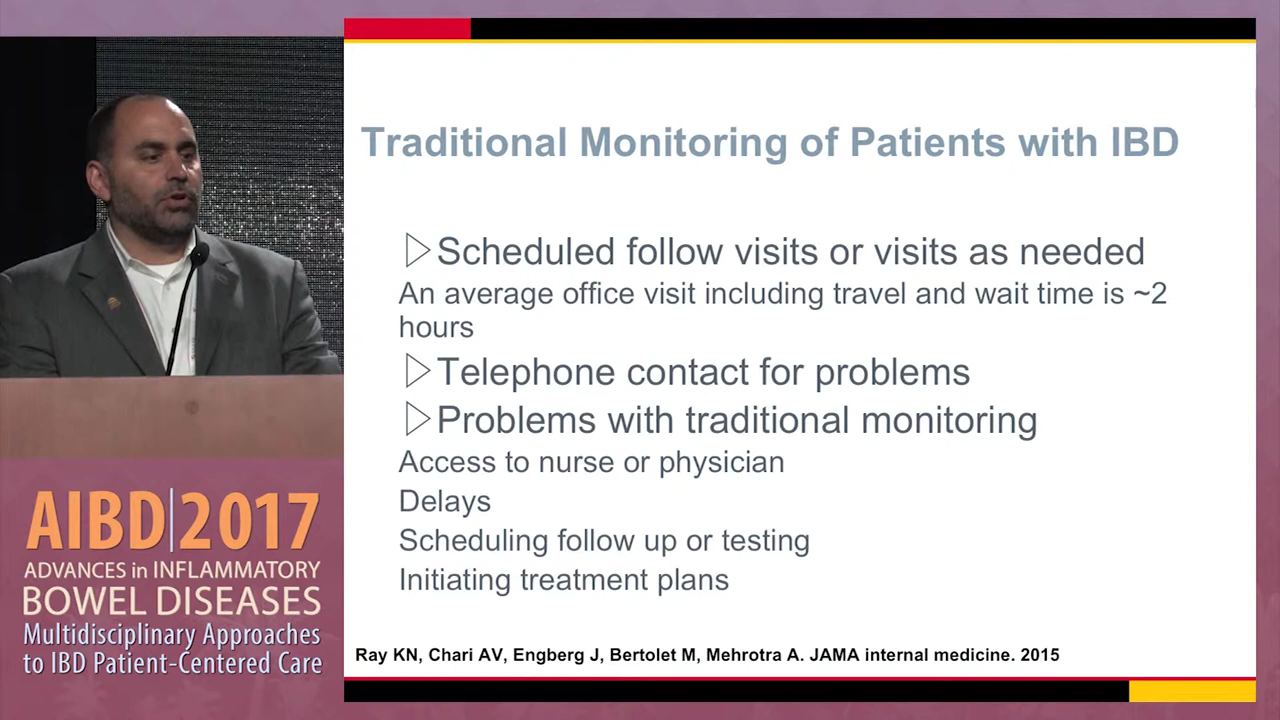 Traditional Monitoring of Patients with IBD
Scheduled follow visits or visits as needed
An average office visit including travel and wait time is ~2
hours
Telephone contact for problems
Problems with traditional monitoring
Access to nurse or physician
Delays
Scheduling follow up or testing
Initiating treatment plans
Ray KN, Chari AV, Engberg J, Bertolet M, Mehrotra A. JAMA internal medicine. 2015
AIBD|2017
ADVANCES in INFLAMMATORY
BOWEL DISEASES
Multidisciplinary Approaches
to IBD Patient-Centered Care